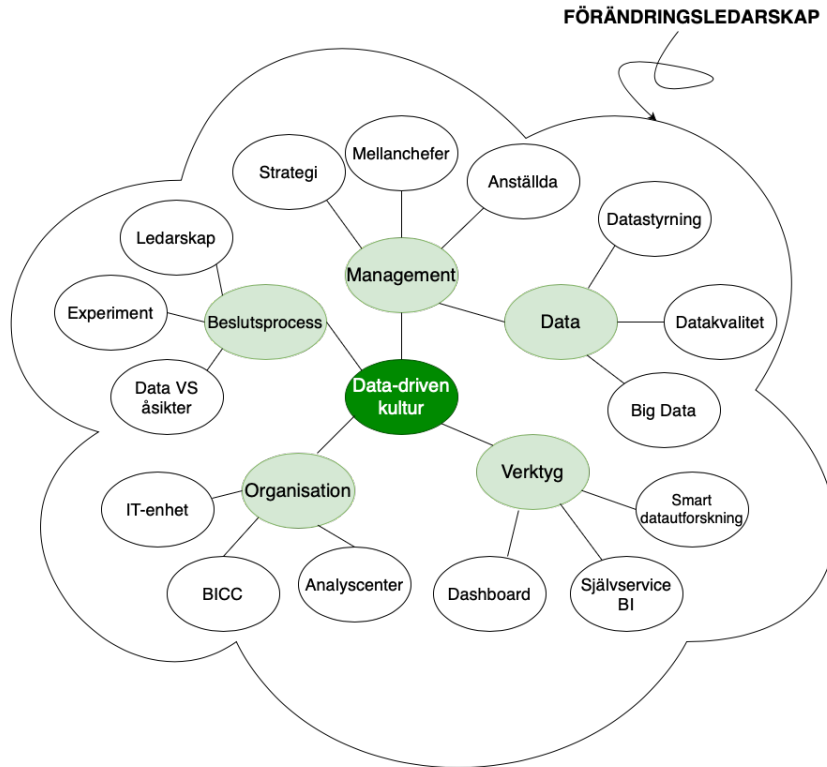 FÖRÄNDRINGSLEDARSKAP
Mellanchefer
Strategi
Anställda
Datastyrning
Ledarskap
Management
Experiment
Beslutsprocess
Data
Datakvalitet
Data VS
åsikter
Data-driven
kultur
Big Data
Verktyg
Organisation
IT-enhet
Smart
datautforskning
BICC
Analyscenter
Dashboard
Självservice
BI